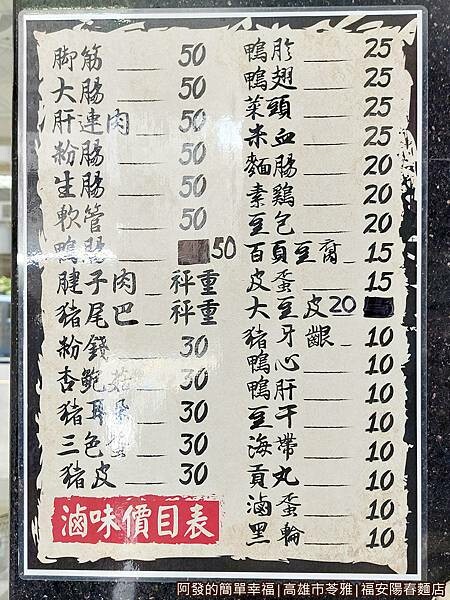 脚筋 50
大腸 50
肝連肉 50
粉腸 50
生腸 50
軟管 50
鴨腸 50
腱子肉 秤重
豬尾巴 秤重
粉錢 30
杏鮑菇 30
豬耳朵 30
三色蛋 30
豬皮 30
滷味價目表
鴨胗 25
鴨翅 25
菜頭 25
米血 25
麵腸 20
素鷄 20
豆包 20
百頁豆腐 15
皮蛋 15
大豆皮 20
豬牙齦 10
鴨心 10
鴨肝 10
豆干 10
海帶 10
貢丸 10
滷蛋 10
黑輪 10
阿發的簡單幸福|高雄市苓雅|福安陽春麵店